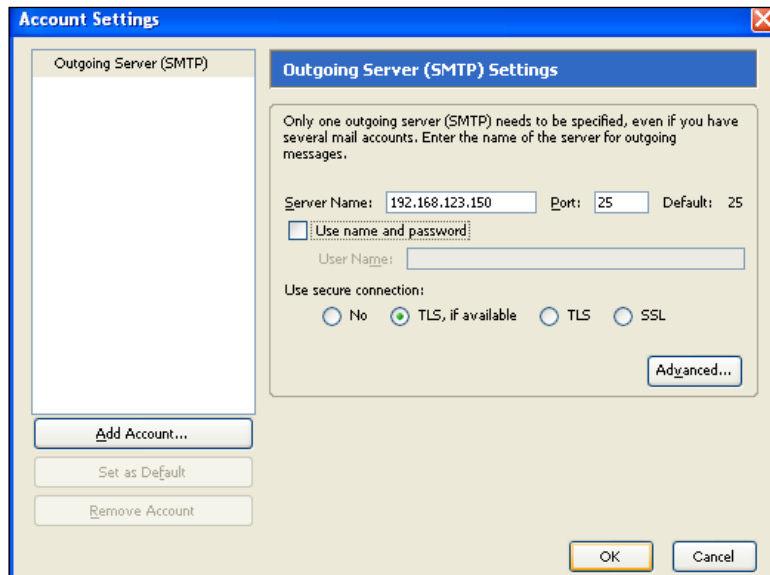 Account Settings
Outgoing Server (SMTP)
Outgoing Server (SMTP) Settings
Only one outgoing server (SMTP) needs to be specified, even if you have
several mail accounts. Enter the name of the server for outgoing
messages.
Server Name: 192.168.123.150 Port: 25 Default: 25
Use name and password
User Name:
Use secure connection:
No TLS, if available TLS SSL
Advanced...
Add Account...
Set as Default
Remove Account
OK Cancel